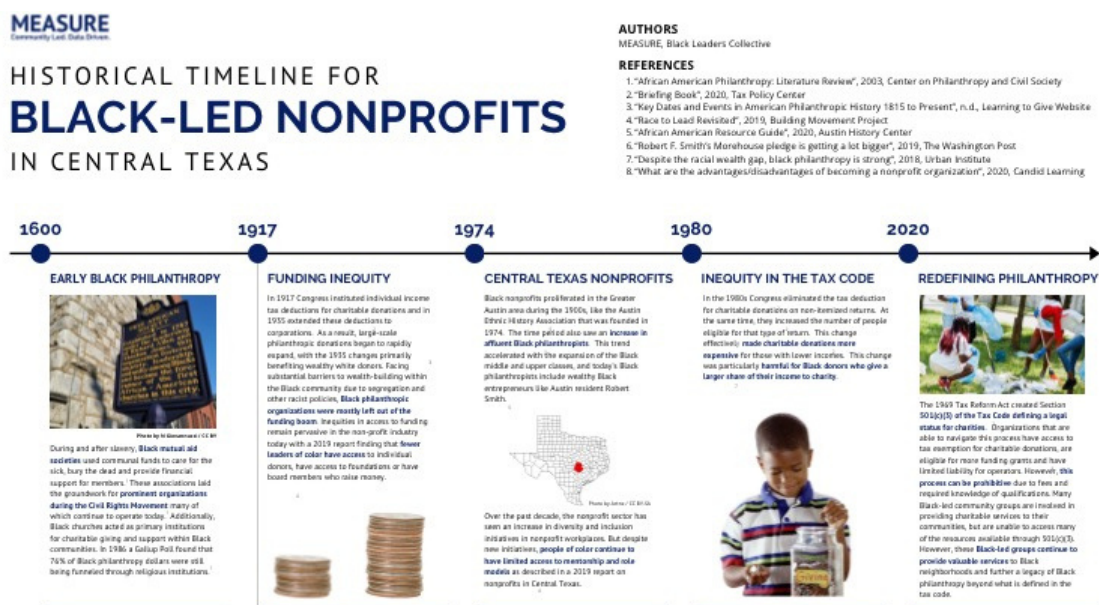 MEASURE
Community Led. Data Driven.
HISTORICAL TIMELINE FOR
BLACK-LED NONPROFITS
IN CENTRAL TEXAS
AUTHORS
MEASURE, Black Leaders Collective
REFERENCES
1. "African American Philanthropy: Literature Review", 2003, Center on Philanthropy and Civil Society
2. "Briefing Book", 2020, Tax Policy Center
3. "Key Dates and Events in American Philanthropic History 1815 to Present", n.d., Learning to Give Website
4. "Race to Lead Revisited", 2019, Building Movement Project
5. "African American Resource Guide", 2020, Austin History Center
6. "Robert F. Smith's Morehouse pledge is getting a lot bigger", 2019, The Washington Post
7. "Despite the racial wealth gap, black philanthropy is strong", 2018, Urban Institute
8. "What are the advantages/disadvantages of becoming a nonprofit organization", 2020, Candid Learning
1600
1917
1974
1980
2020
EARLY BLACK PHILANTHROPY
Photo by / CC BY
During and after slavery, Black mutual aid
societies used communal funds to care for the
sick, bury the dead and provide financial
support for members. These associations laid
the groundwork for prominent organizations
during the Civil Rights Movement many of
which continue to operate today. Additionally,
Black churches acted as primary institutions
for charitable giving and support within Black
communities. In 1986 a Gallup Poll found that
76% of Black philanthropy dollars were still
being funneled through religious institutions.
FUNDING INEQUITY
In 1917 Congress instituted individual income
tax deductions for charitable donations and in
1935 extended these deductions to
corporations. As a result, large-scale
philanthropic donations began to rapidly
expand, with the 1935 changes primarily
benefiting wealthy white donors. Facing
substantial barriers to wealth-building within
the Black community due to segregation and
other racist policies, Black philanthropic
organizations were mostly left out of the
funding boom. Inequities in access to funding
remain pervasive in the non-profit industry
today with a 2019 report finding that fewer
leaders of color have access to individual
donors, have access to foundations or have
board members who raise money.
CENTRAL TEXAS NONPROFITS
Black nonprofits proliferated in the Greater
Austin area during the 1900s, like the Austin
Ethnic History Association that was founded in
1974. The time period also saw an increase in
affluent Black philanthropists. This trend
accelerated with the expansion of the Black
middle and upper classes, and today's Black
philanthropists include wealthy Black
entrepreneurs like Austin resident Robert
Smith.
Photo by / CC BY-SA
Over the past decade, the nonprofit sector has
seen an increase in diversity and inclusion
initiatives in nonprofit workplaces. But despite
new initiatives, people of color continue to
have limited access to mentorship and role
models as described in a 2019 report on
nonprofits in Central Texas.
INEQUITY IN THE TAX CODE
In the 1980s Congress eliminated the tax deduction
for charitable donations on non-itemized returns. At
the same time, they increased the number of people
eligible for that type of return. This change
effectively made charitable donations more
expensive for those with lower incomes. This change
was particularly harmful for Black donors who give a
larger share of their income to charity.
REDEFINING PHILANTHROPY
The 1969 Tax Reform Act created Section
501(c)(3) of the Tax Code defining a legal
status for charities. Organizations that are
able to navigate this process have access to
tax exemption for charitable donations, are
eligible for more funding grants and have
limited liability for operators. However, this
process can be prohibitive due to fees and
required knowledge of qualifications. Many
Black-led community groups are involved in
providing charitable services to their
communities, but are unable to access many
of the resources available through 501(c)(3).
However, these Black-led groups continue to
provide valuable services to Black
neighborhoods and further a legacy of Black
philanthropy beyond what is defined in the
tax code.